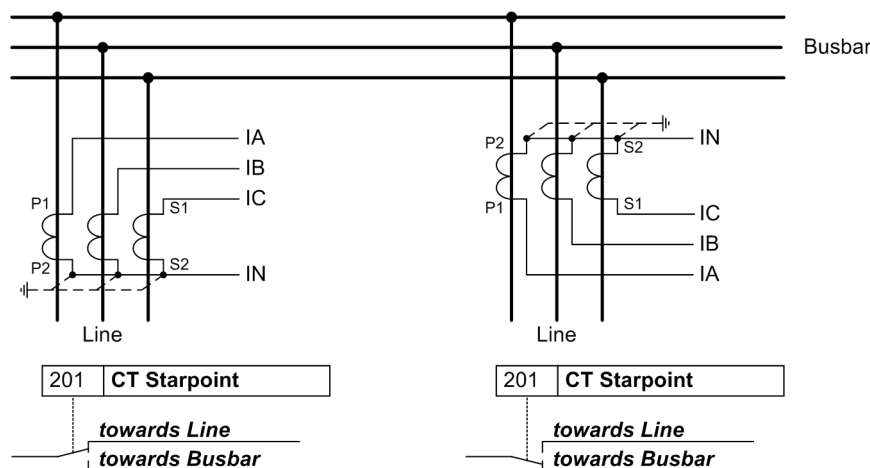 Busbar
IA
IB
IC
P1
S1
P2
S2
IN
Line
P2
S2
IN
P1
S1
IC
IB
IA
Line
201 CT Starpoint
towards Line
towards Busbar
201 CT Starpoint
towards Line
towards Busbar